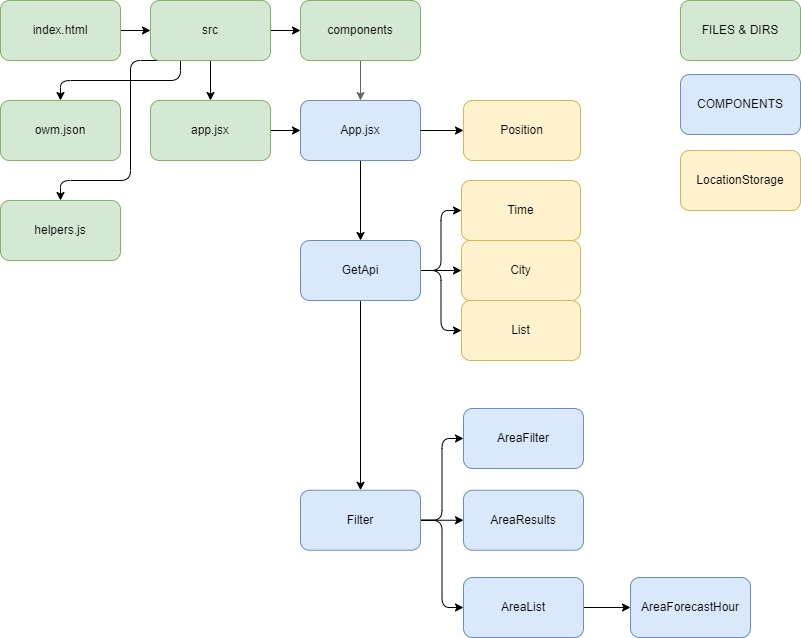 index.html
src
components
FILES & DIRS
COMPONENTS
owm.json
app.jsx
App.jsx
Position
LocationStorage
helpers.js
Time
GetApi
City
List
AreaFilter
Filter
AreaResults
AreaList
AreaForecastHour